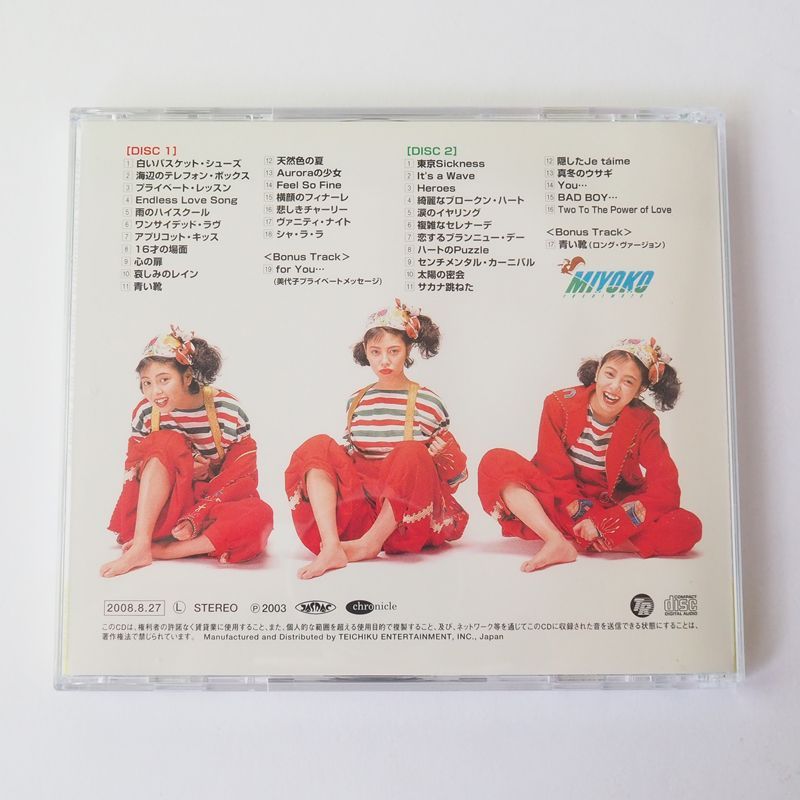 [DISC 1]
1 白いバスケット・シューズ
2 海辺のテレフォン・ボックス
3 プライベート・レッスン
4 Endless Love Song
5 雨のハイスクール
6 ワンサイデッド・ラヴ
7 アプリコット・キッス
8 16才の場面
9 心の扉
10 哀しみのレイン
11 青い靴
12 天然色の夏
13 Auroraの少女
14 Feel So Fine
15 横顔のフィナーレ
16 悲しきチャーリー
17 ヴァニティ・ナイト
18 シャ・ラ・ラ
<Bonus Track>
19 for You…
(美代子プライベートメッセージ)
[DISC 2]
1 東京Sickness
2 It's a Wave
3 Heroes
4 綺麗なブロークン・ハート
5 涙のイヤリング
6 複雑なセレナーデ
7 恋するブランニュー・デー
8 ハートのPuzzle
9 センチメンタル・カーニバル
10 太陽の密会
11 サカナ跳ねた
12 隠したJe táime
13 真冬のウサギ
14 You…
15 BAD BOY…
16 Two To The Power of Love
<Bonus Track>
17 青い靴 (ロング・ヴァージョン)
MIYOKO
YOSHIMOTO
2008.8.27 L STEREO Ⓟ2003 JASRAC chronicle
TR COMPACT disc DIGITAL AUDIO
このCDは、権利者の許諾なく賃貸業に使用すること、また、個人的な範囲を超える使用目的で複製すること、及び、ネットワーク等を通じてこのCDに収録された音を送信できる状態にすることは、
著作権法で禁じられています。 Manufactured and Distributed by TEICHIKU ENTERTAINMENT, INC., Japan